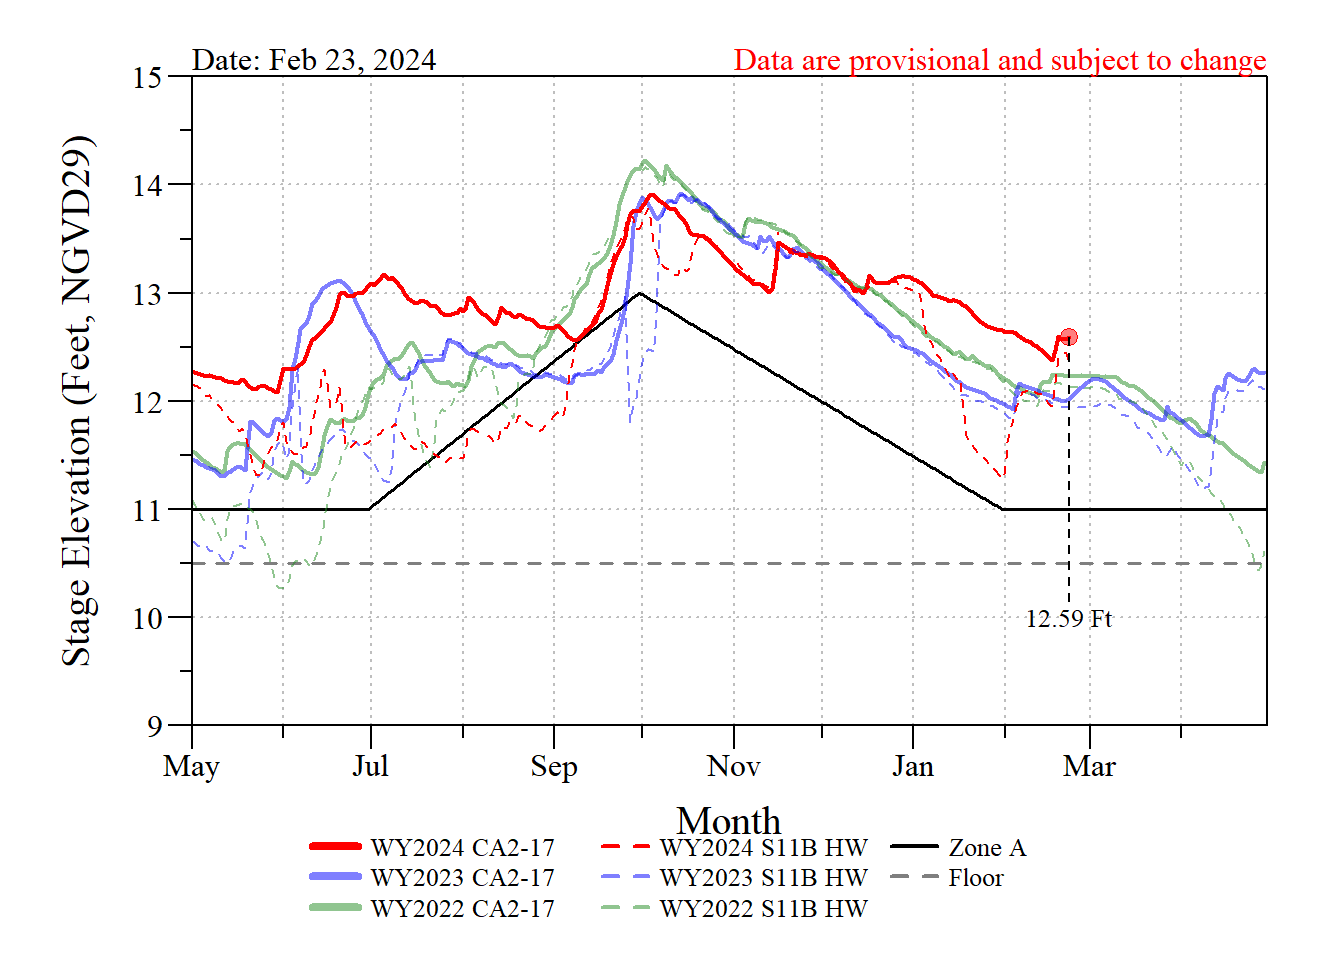 Date: Feb 23, 2024
Data are provisional and subject to change
Stage Elevation (Feet, NGVD29)
15
14
13
12
11
10
9
12.59 Ft
May
Jul
Sep
Nov
Jan
Mar
Month
WY2024 CA2-17
WY2024 S11B HW
Zone A
WY2023 CA2-17
WY2023 S11B HW
Floor
WY2022 CA2-17
WY2022 S11B HW